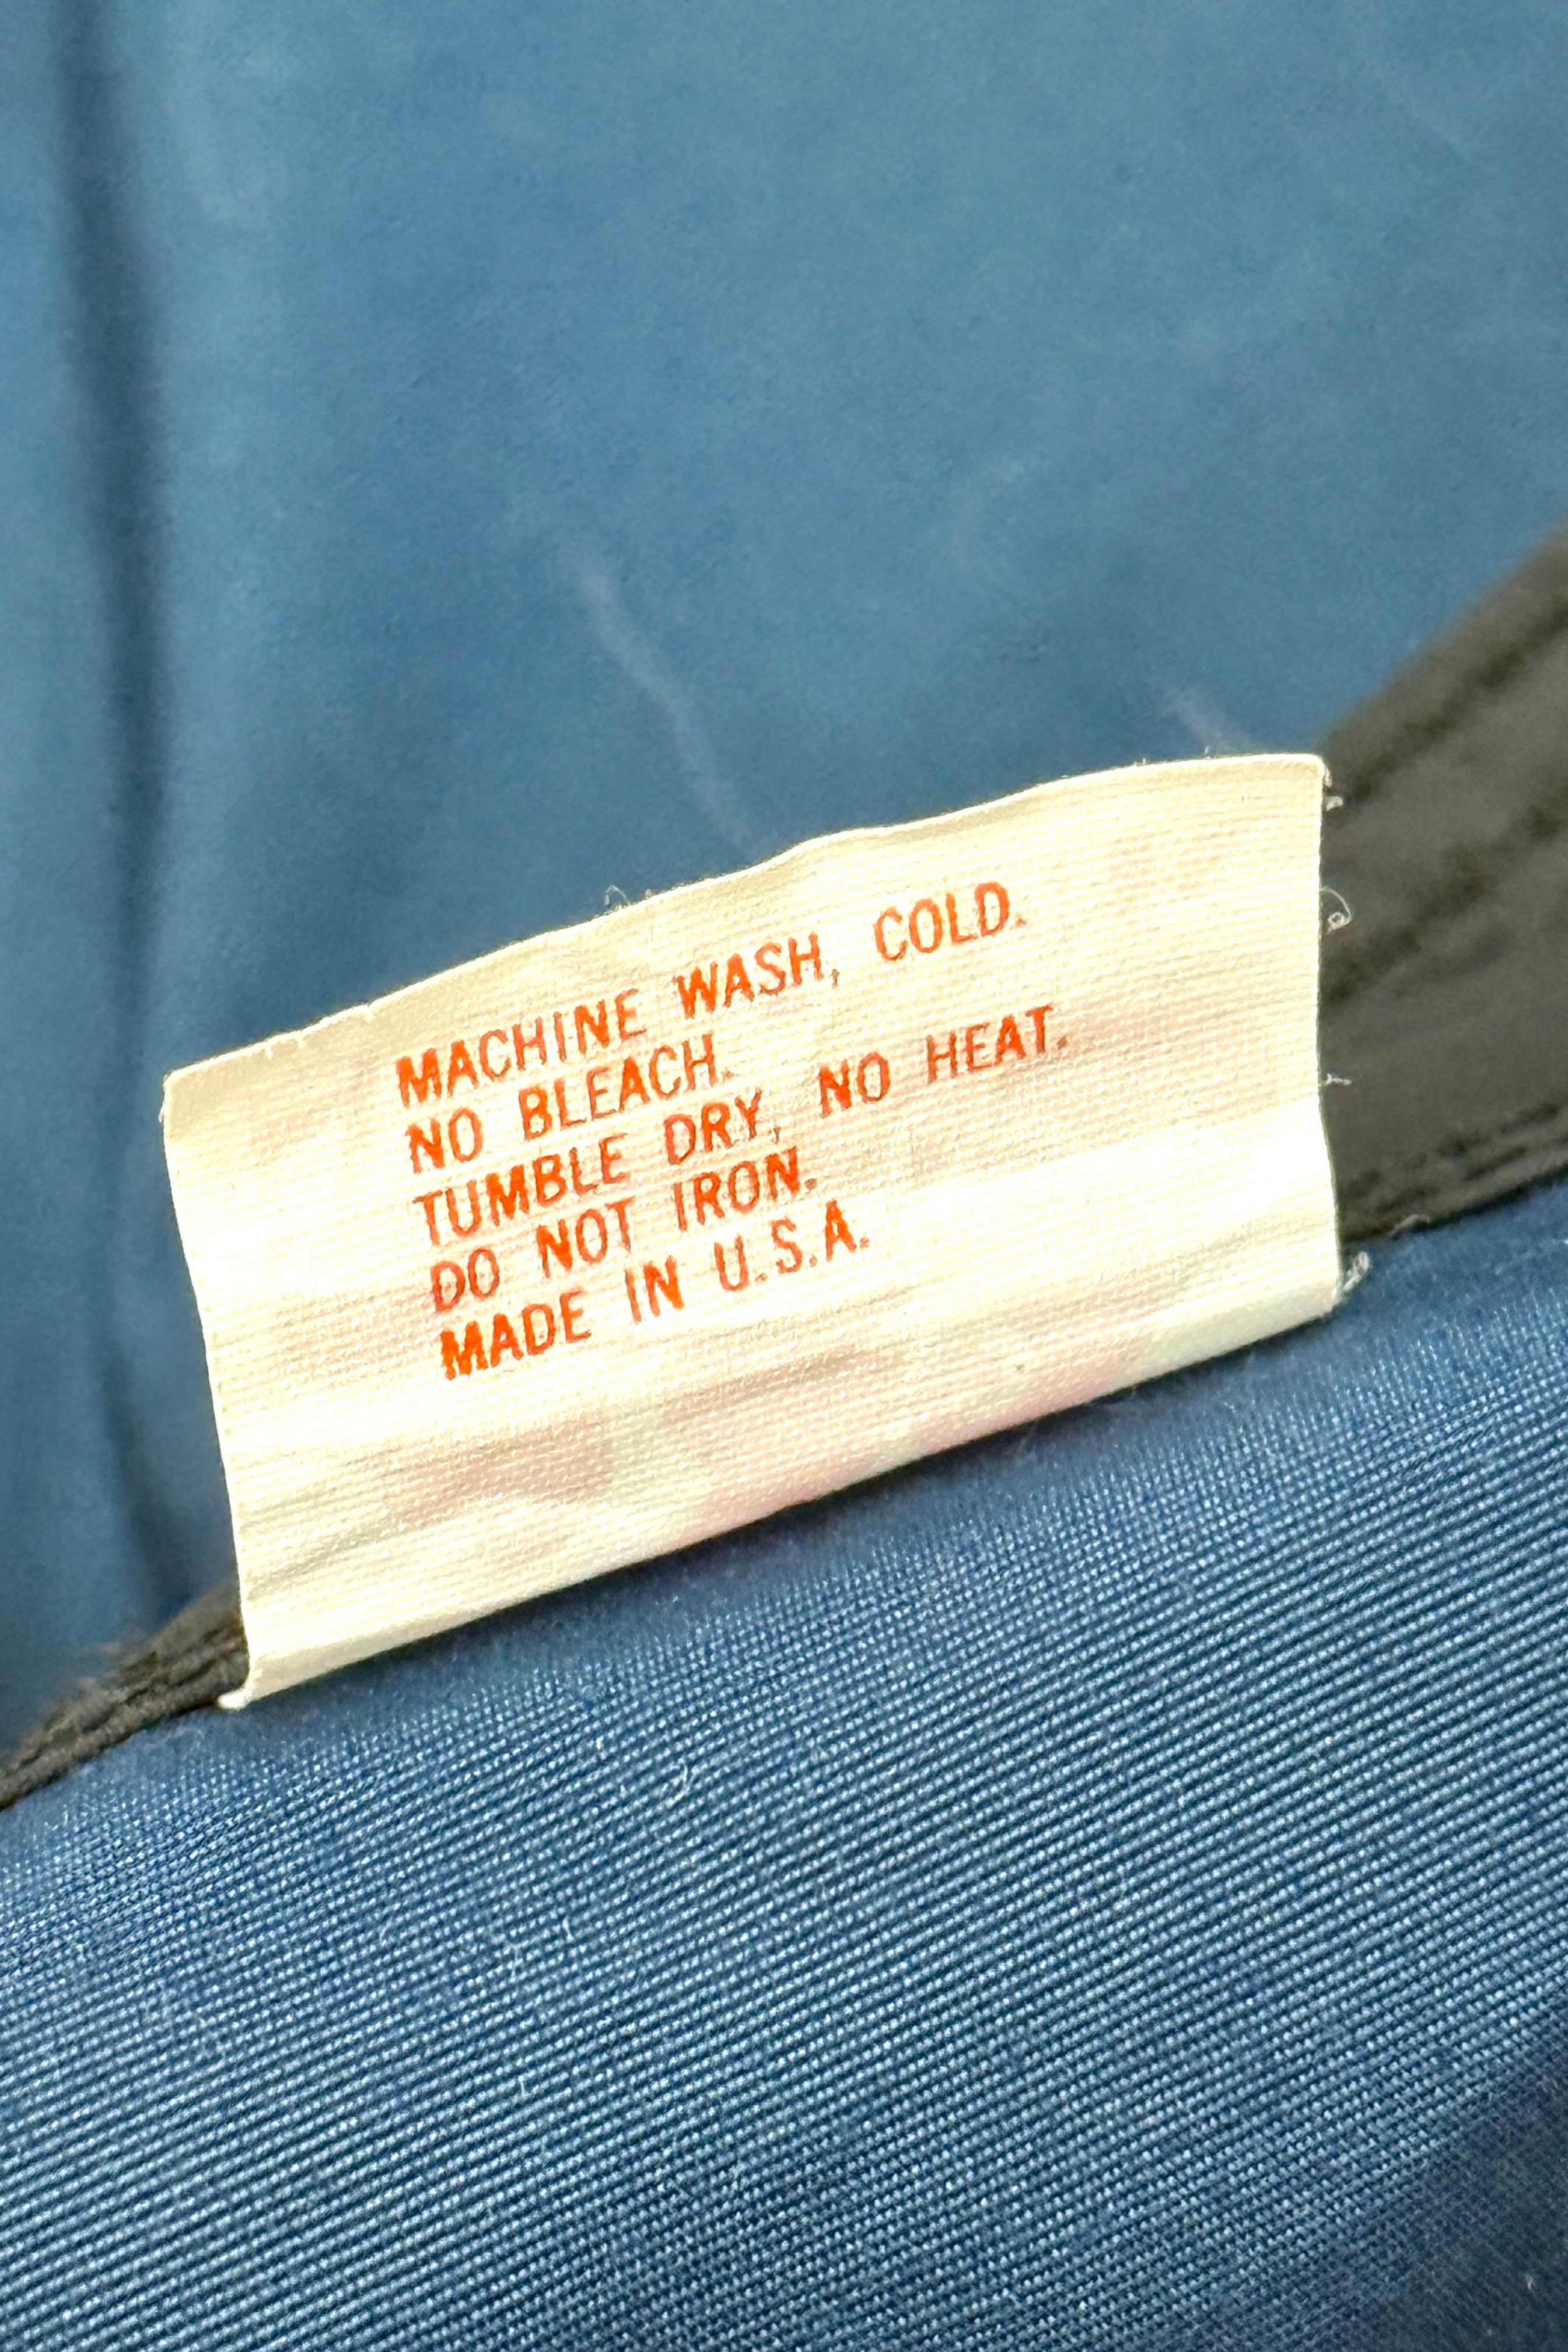 MACHINE WASH, COLD.
NO BLEACH.
TUMBLE DRY, NO HEAT.
DO NOT IRON.
MADE IN U.S.A.